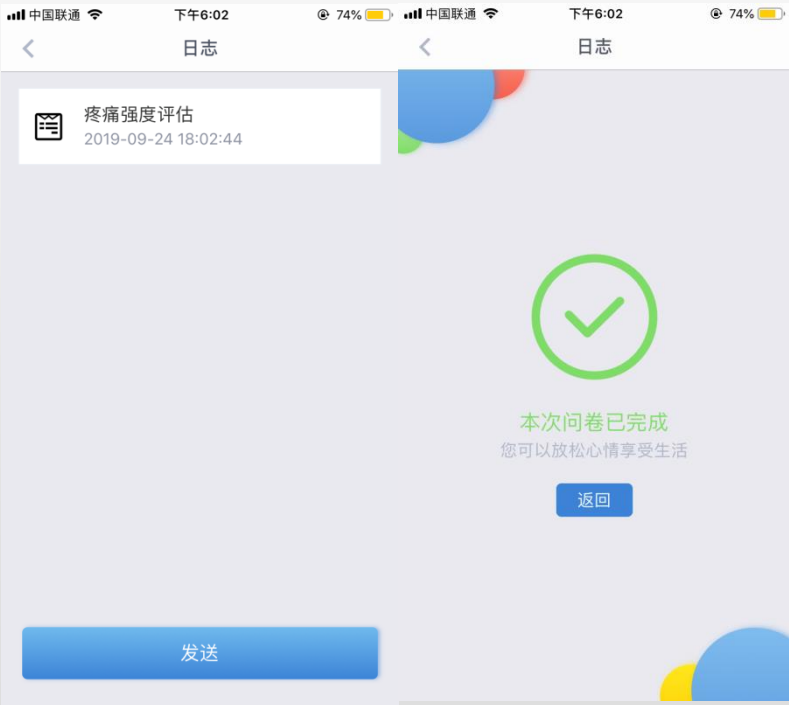 中国联通 下午6:02 74%
日志
疼痛强度评估
2019-09-24 18:02:44
发送
中国联通 下午6:02 74%
日志
本次问卷已完成
您可以放松心情享受生活
返回